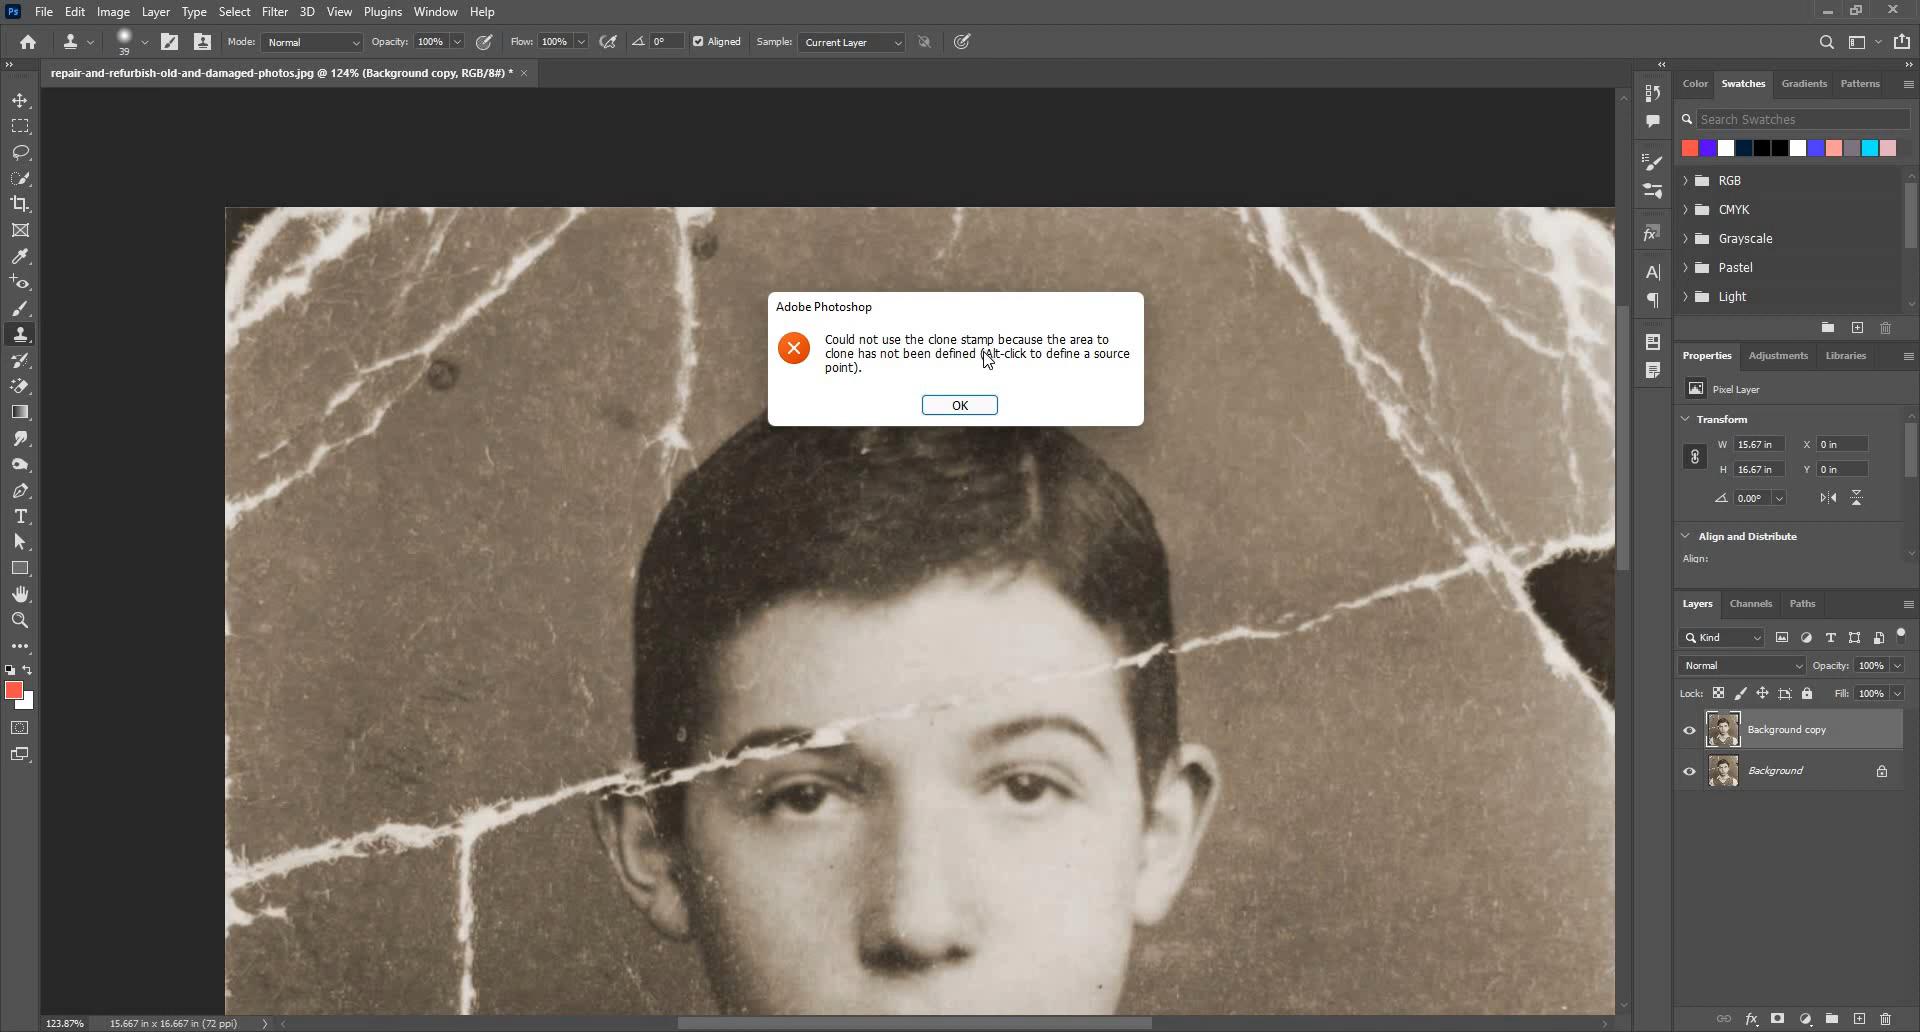 Ps File Edit Image Layer Type Select Filter 3D View Plugins Window Help
39 Mode: Normal Opacity: 100% Flow: 100% 0° Aligned Sample: Current Layer
repair-and-refurbish-old-and-damaged-photos.jpg @ 124% (Background copy, RGB/8#) * ×
Color Swatches Gradients Patterns
Search Swatches
RGB
CMYK
Grayscale
Pastel
Light
Adobe Photoshop
Could not use the clone stamp because the area to
clone has not been defined (Alt-click to define a source
point).
OK
Properties Adjustments Libraries
Pixel Layer
Transform
W 15.67 in X 0 in
H 16.67 in Y 0 in
0.00°
Align and Distribute
Align:
Layers Channels Paths
Kind
Normal Opacity: 100%
Lock: Fill: 100%
Background copy
Background
123.87% 15.667 in x 16.667 in (72 ppi)